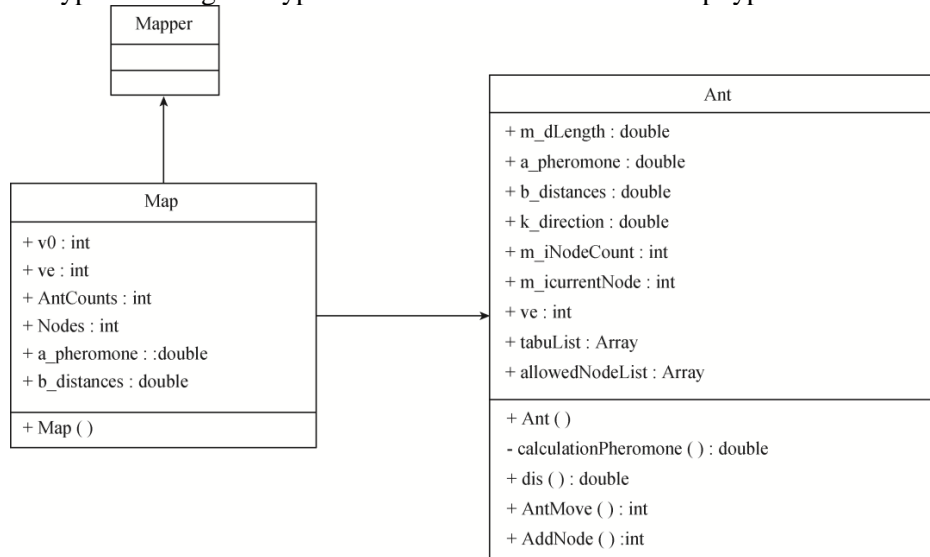 Mapper
Ant
+ m_dLength : double
+ a_pheromone : double
+ b_distances : double
+ k_direction : double
+ m_iNodeCount : int
+ m_icurrentNode : int
+ ve : int
+ tabuList : Array
+ allowedNodeList : Array
+ Ant ( )
- calculationPheromone ( ) : double
+ dis ( ) : double
+ AntMove ( ) : int
+ AddNode ( ) :int
Map
+ v0 : int
+ ve : int
+ AntCounts : int
+ Nodes : int
+ a_pheromone : :double
+ b_distances : double
+ Map ( )